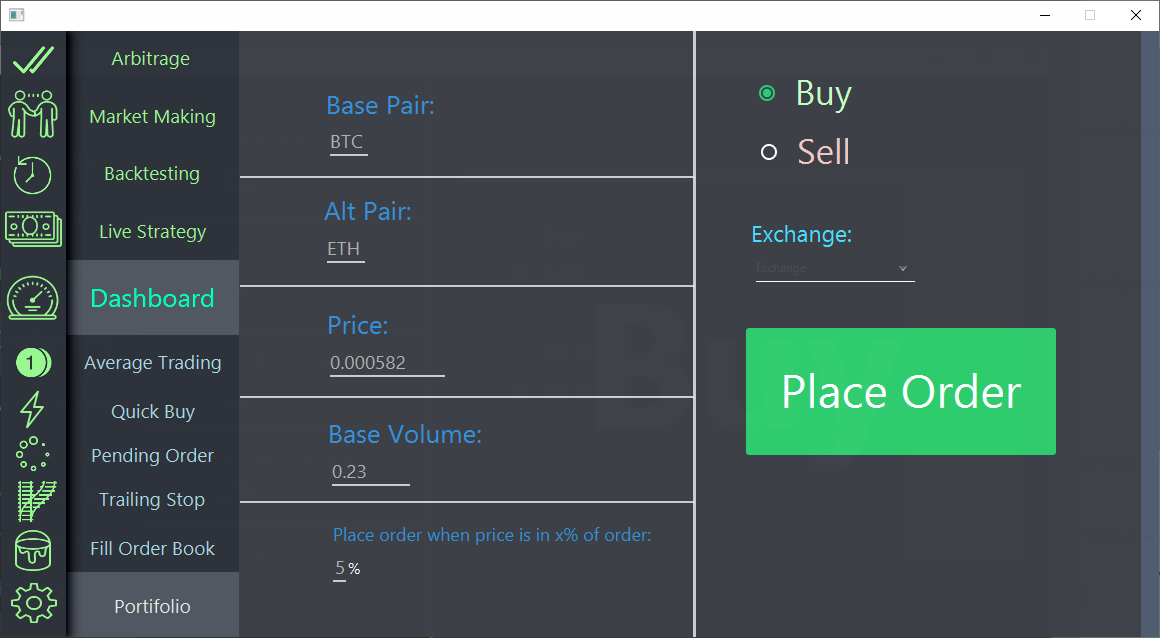 Arbitrage
Market Making
Backtesting
Live Strategy
Dashboard
1
Average Trading
Quick Buy
Pending Order
Trailing Stop
Fill Order Book
Portifolio
Base Pair:
BTC
Alt Pair:
ETH
Price:
0.000582
Base Volume:
0.23
Place order when price is in x% of order:
5 %
Buy
Sell
Exchange:
Exchange
Place Order
Buy